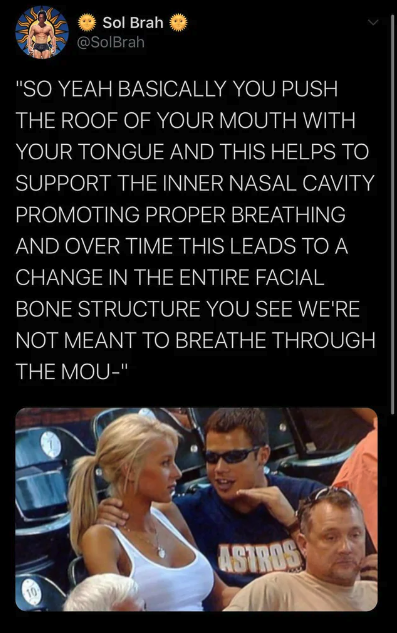 🌞 Sol Brah 🌞
@SolBrah
"SO YEAH BASICALLY YOU PUSH
THE ROOF OF YOUR MOUTH WITH
YOUR TONGUE AND THIS HELPS TO
SUPPORT THE INNER NASAL CAVITY
PROMOTING PROPER BREATHING
AND OVER TIME THIS LEADS TO A
CHANGE IN THE ENTIRE FACIAL
BONE STRUCTURE YOU SEE WE'RE
NOT MEANT TO BREATHE THROUGH
THE MOU-"
ASTROS
10